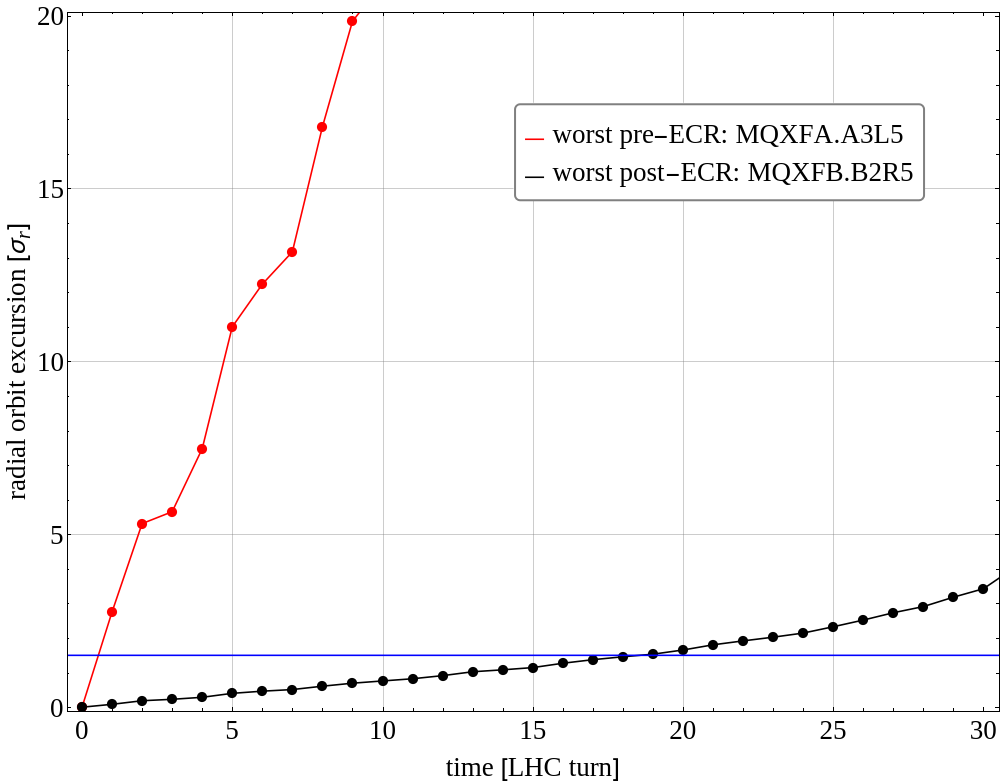 20
15
10
5
0
radial orbit excursion [σr]
worst pre−ECR: MQXFA.A3L5
worst post−ECR: MQXFB.B2R5
0 5 10 15 20 25 30
time [LHC turn]